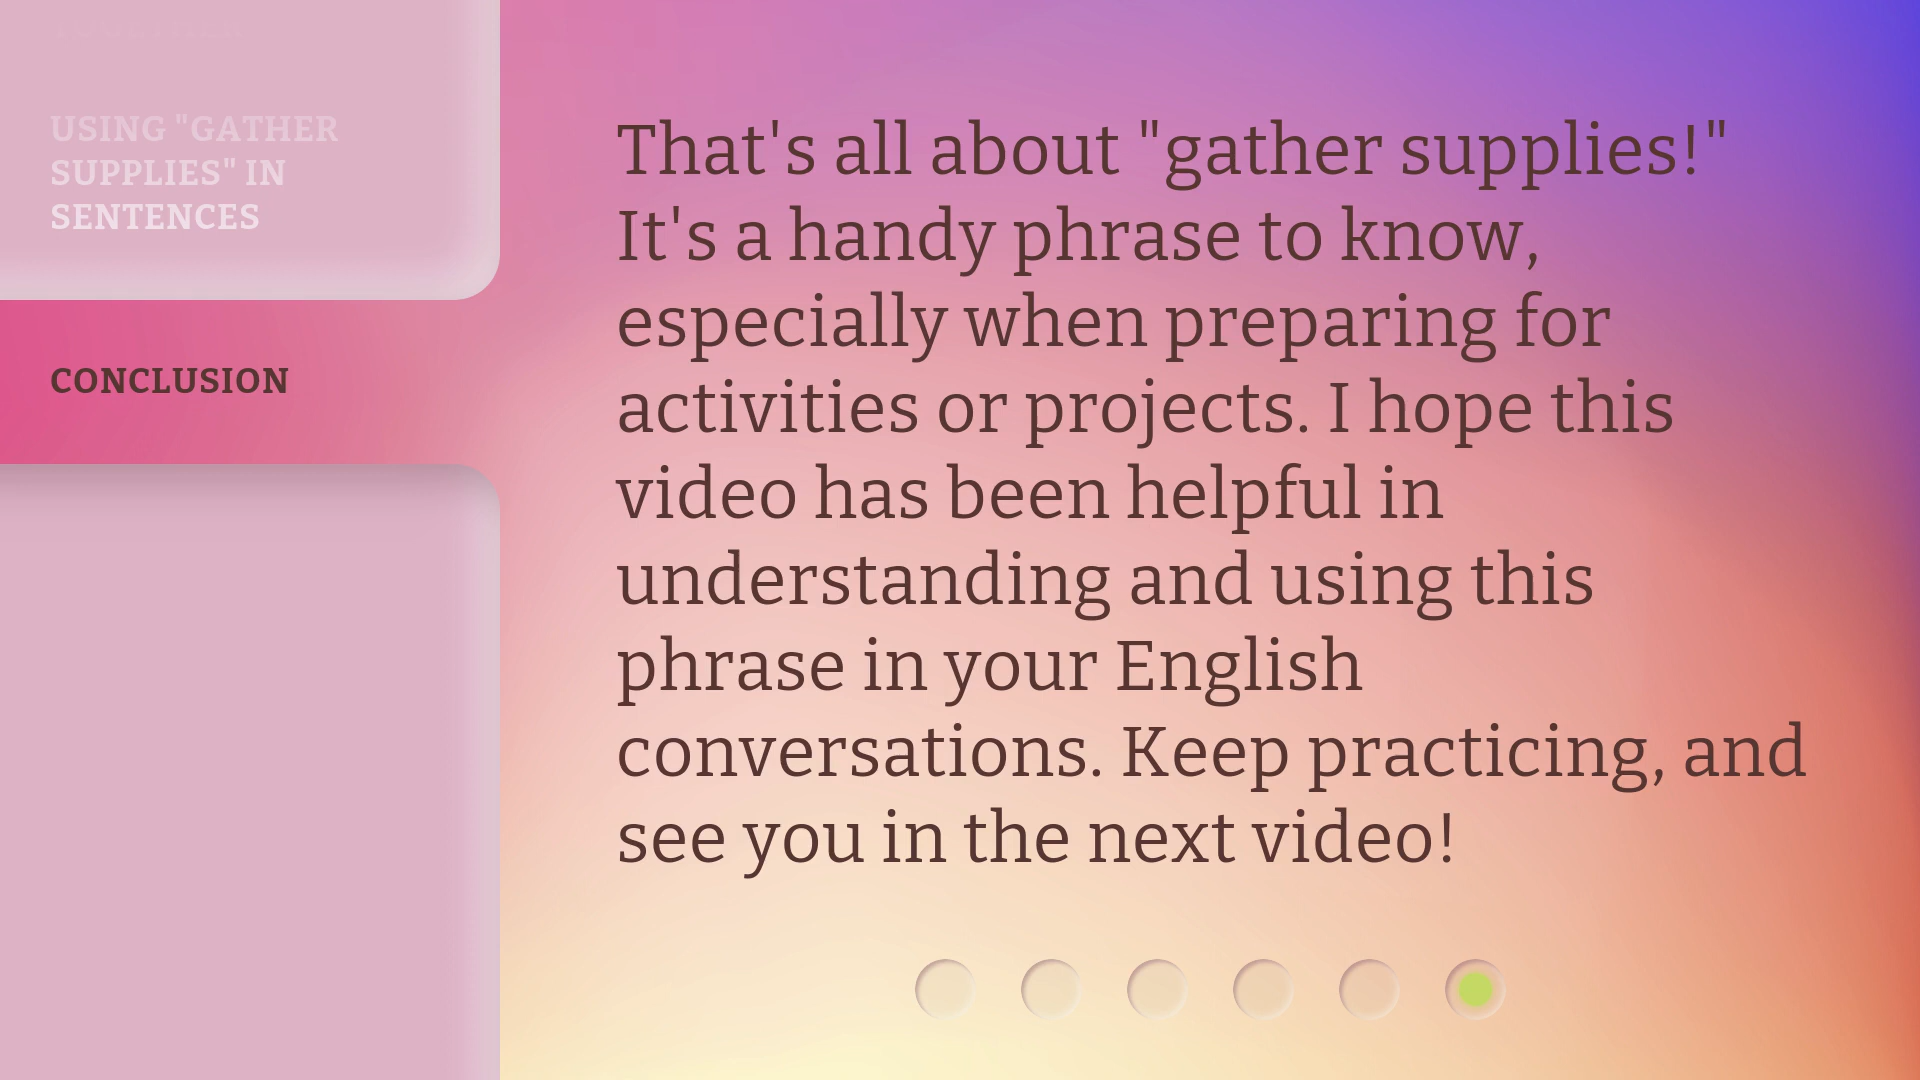 USING "GATHER
SUPPLIES" IN
SENTENCES
CONCLUSION
That's all about "gather supplies!"
It's a handy phrase to know,
especially when preparing for
activities or projects. I hope this
video has been helpful in
understanding and using this
phrase in your English
conversations. Keep practicing, and
see you in the next video!